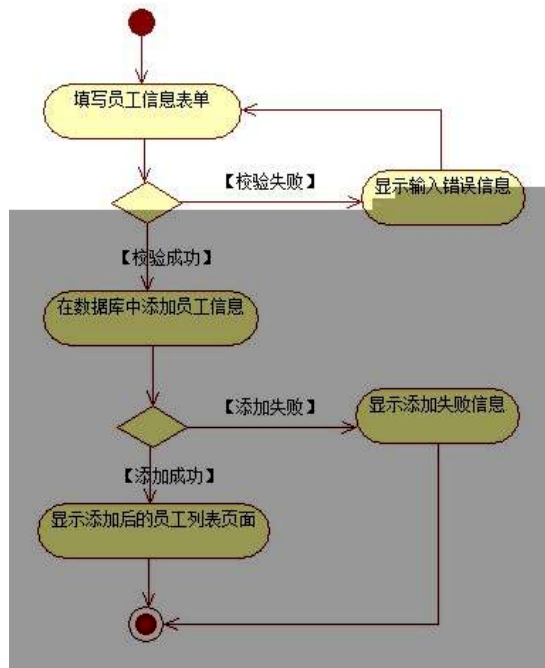 填写员工信息表单
【校验失败】
显示输入错误信息
【校验成功】
在数据库中添加员工信息
【添加失败】
显示添加失败信息
【添加成功】
显示添加后的员工列表页面